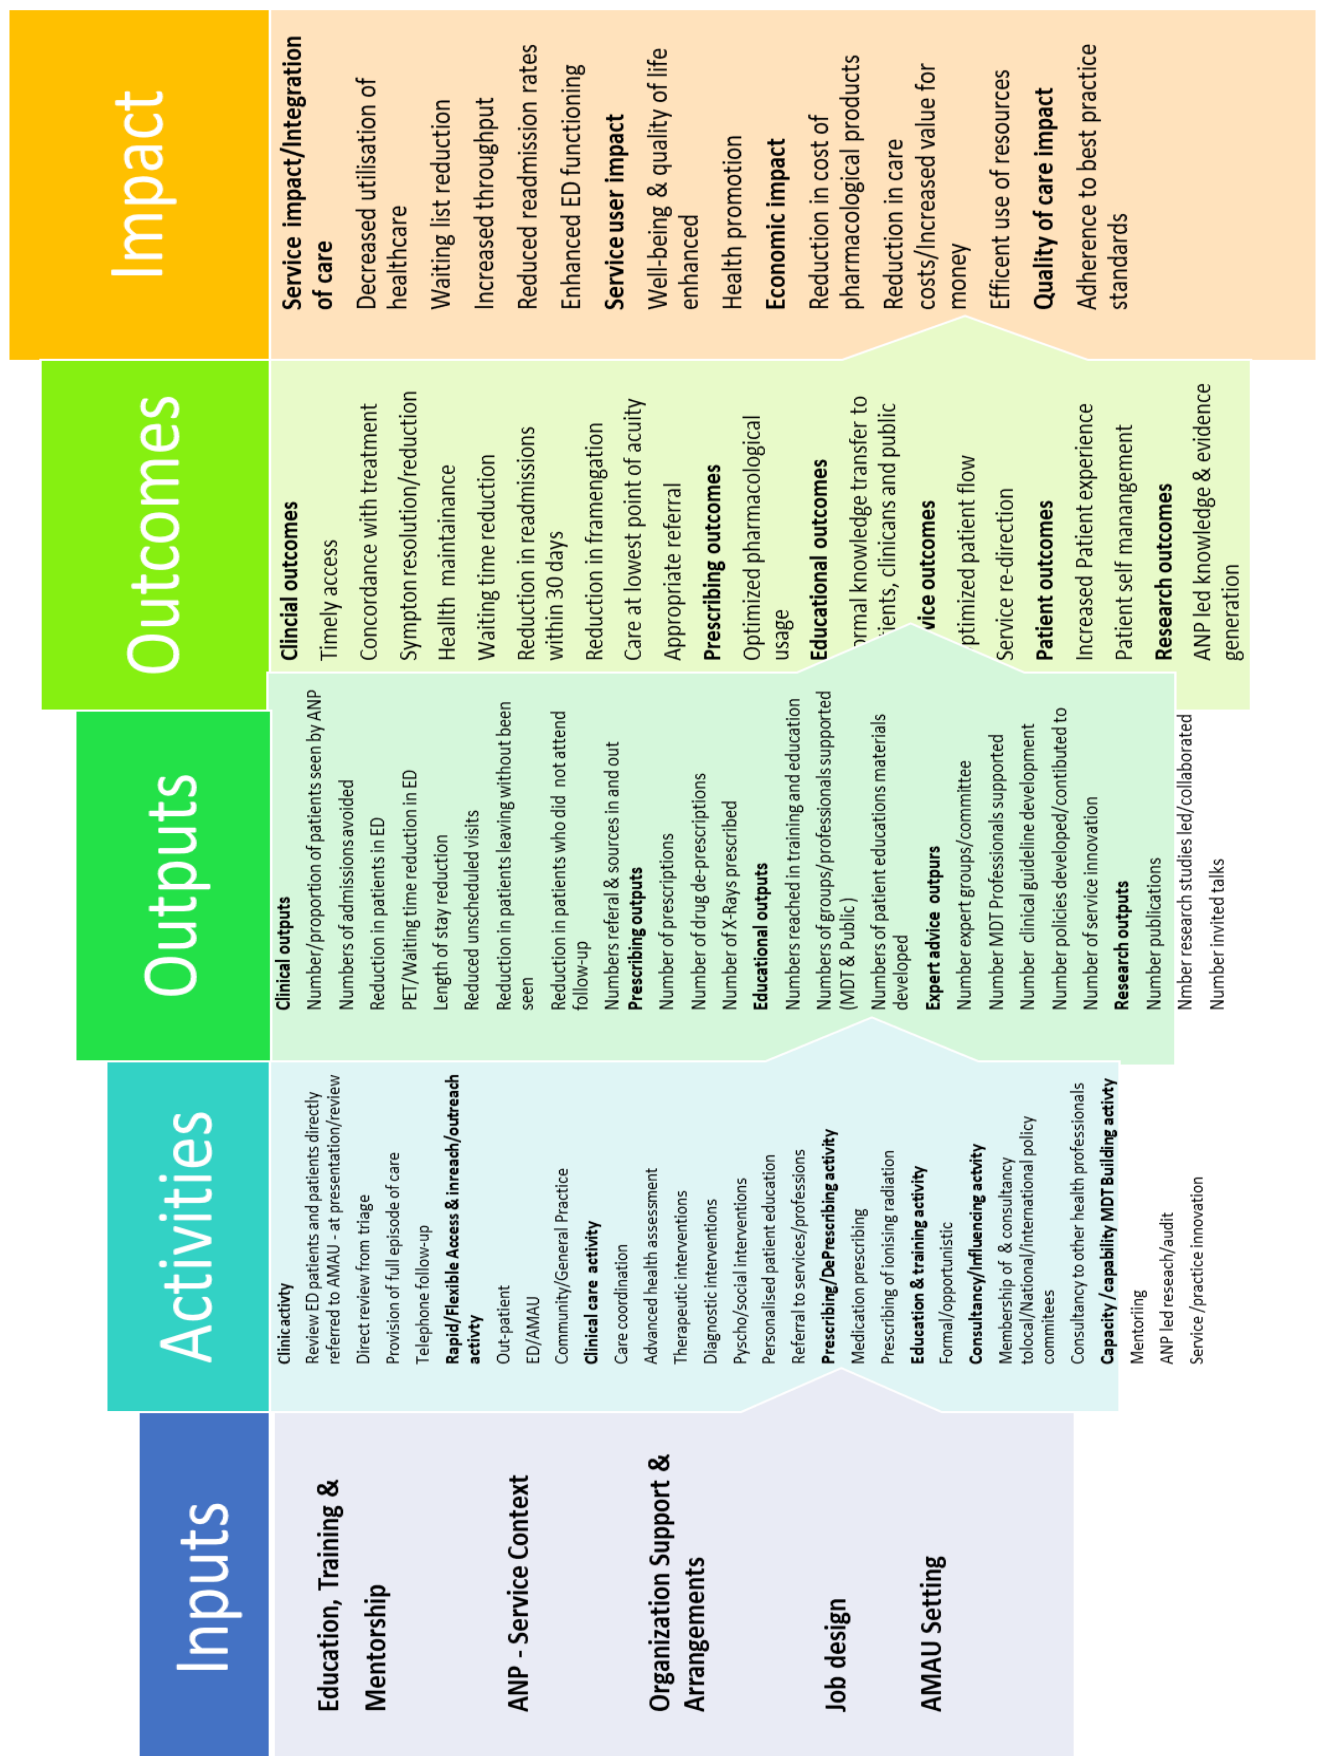 Inputs
Education, Training &
Mentorship
ANP - Service Context
Organization Support &
Arrangements
Job design
AMAU Setting
Activities
Clinic activty
Review ED patients and patients directly
referred to AMAU - at presentation/review
Direct review from triage
Provision of full episode of care
Telephone follow-up
Rapid/Flexible Access & inreach/outreach
activty
Out-patient
ED/AMAU
Community/General Practice
Clinical care activity
Care coordination
Advanced health assessment
Therapeutic interventions
Diagnostic interventions
Pyscho/social interventions
Personalised patient education
Referral to services/professions
Prescribing/DePrescribing activity
Medication prescribing
Prescribing of ionising radiation
Education & training activity
Formal/opportunistic
Consultancy/Influencing actvity
Membership of & consultancy
tolocal/National/international policy
commitees
Consultancy to other health professionals
Capacity /capability MDT Building activty
Mentoriing
ANP led reseach/audit
Service /practice innovation
Outputs
Clinical outputs
Number/proportion of patients seen by ANP
Numbers of admissions avoided
Reduction in patients in ED
PET/Waiting time reduction in ED
Length of stay reduction
Reduced unscheduled visits
Reduction in patients leaving without been
seen
Reduction in patients who did not attend
follow-up
Numbers referal & sources in and out
Prescribing outputs
Number of prescriptions
Number of drug de-prescriptions
Number of X-Rays prescribed
Educational outputs
Numbers reached in training and education
Numbers of groups/professionals supported
(MDT & Public )
Numbers of patient educations materials
developed
Expert advice outpurs
Number expert groups/committee
Number MDT Professionals supported
Number clinical guideline development
Number policies developed/contibuted to
Number of service innovation
Research outputs
Number publications
Nmber research studies led/collaborated
Number invited talks
Outcomes
Clincial outcomes
Timely access
Concordance with treatment
Sympton resolution/reduction
Heallth maintainance
Waiting time reduction
Reduction in readmissions
within 30 days
Reduction in framengation
Care at lowest point of acuity
Appropriate referral
Prescribing outcomes
Optimized pharmacological
usage
Educational outcomes
ormal knowledge transfer to
ients, clinicans and public
vice outcomes
ptimized patient flow
Service re-direction
Patient outcomes
Increased Patient experience
Patient self manangement
Research outcomes
ANP led knowledge & evidence
generation
Impact
Service impact/Integration
of care
Decreased utilisation of
healthcare
Waiting list reduction
Increased throughput
Reduced readmission rates
Enhanced ED functioning
Service user impact
Well-being & quality of life
enhanced
Health promotion
Economic impact
Reduction in cost of
pharmacological products
Reduction in care
costs/Increased value for
money
Efficent use of resources
Quality of care impact
Adherence to best practice
standards